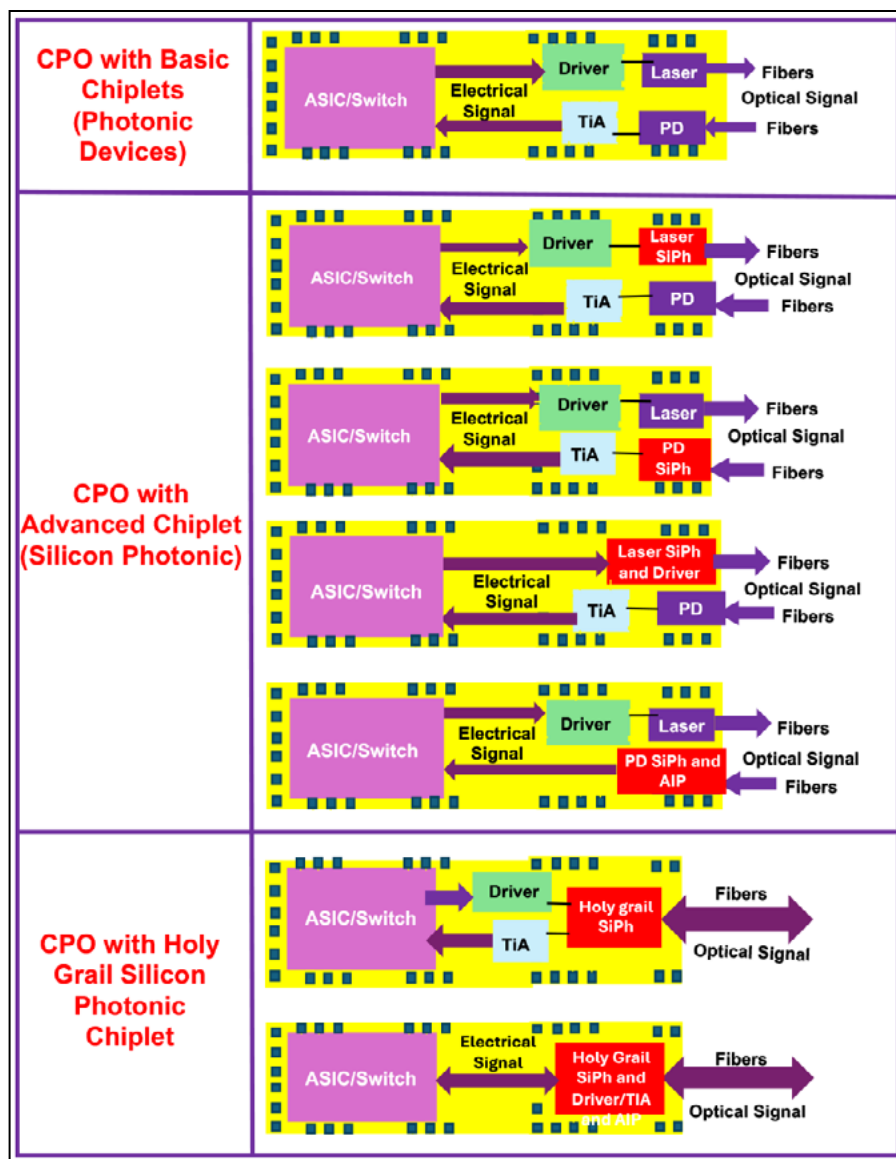 CPO with Basic
Chiplets
(Photonic
Devices)
ASIC/Switch
Electrical
Signal
Driver
Laser
TiA
PD
Fibers
Optical Signal
Fibers
CPO with
Advanced Chiplet
(Silicon Photonic)
ASIC/Switch
Electrical
Signal
Driver
Laser
SiPh
TiA
PD
Fibers
Optical Signal
Fibers
ASIC/Switch
Electrical
Signal
Driver
Laser
TiA
PD
SiPh
Fibers
Optical Signal
Fibers
ASIC/Switch
Electrical
Signal
Laser SiPh
and Driver
TiA
PD
Fibers
Optical Signal
Fibers
ASIC/Switch
Electrical
Signal
Driver
Laser
PD SiPh and
AIP
Fibers
Optical Signal
Fibers
CPO with Holy
Grail Silicon
Photonic
Chiplet
ASIC/Switch
Driver
TiA
Holy grail
SiPh
Fibers
Optical Signal
ASIC/Switch
Electrical
Signal
Holy Grail
SiPh and
Driver/TIA
and AIP
Fibers
Optical Signal